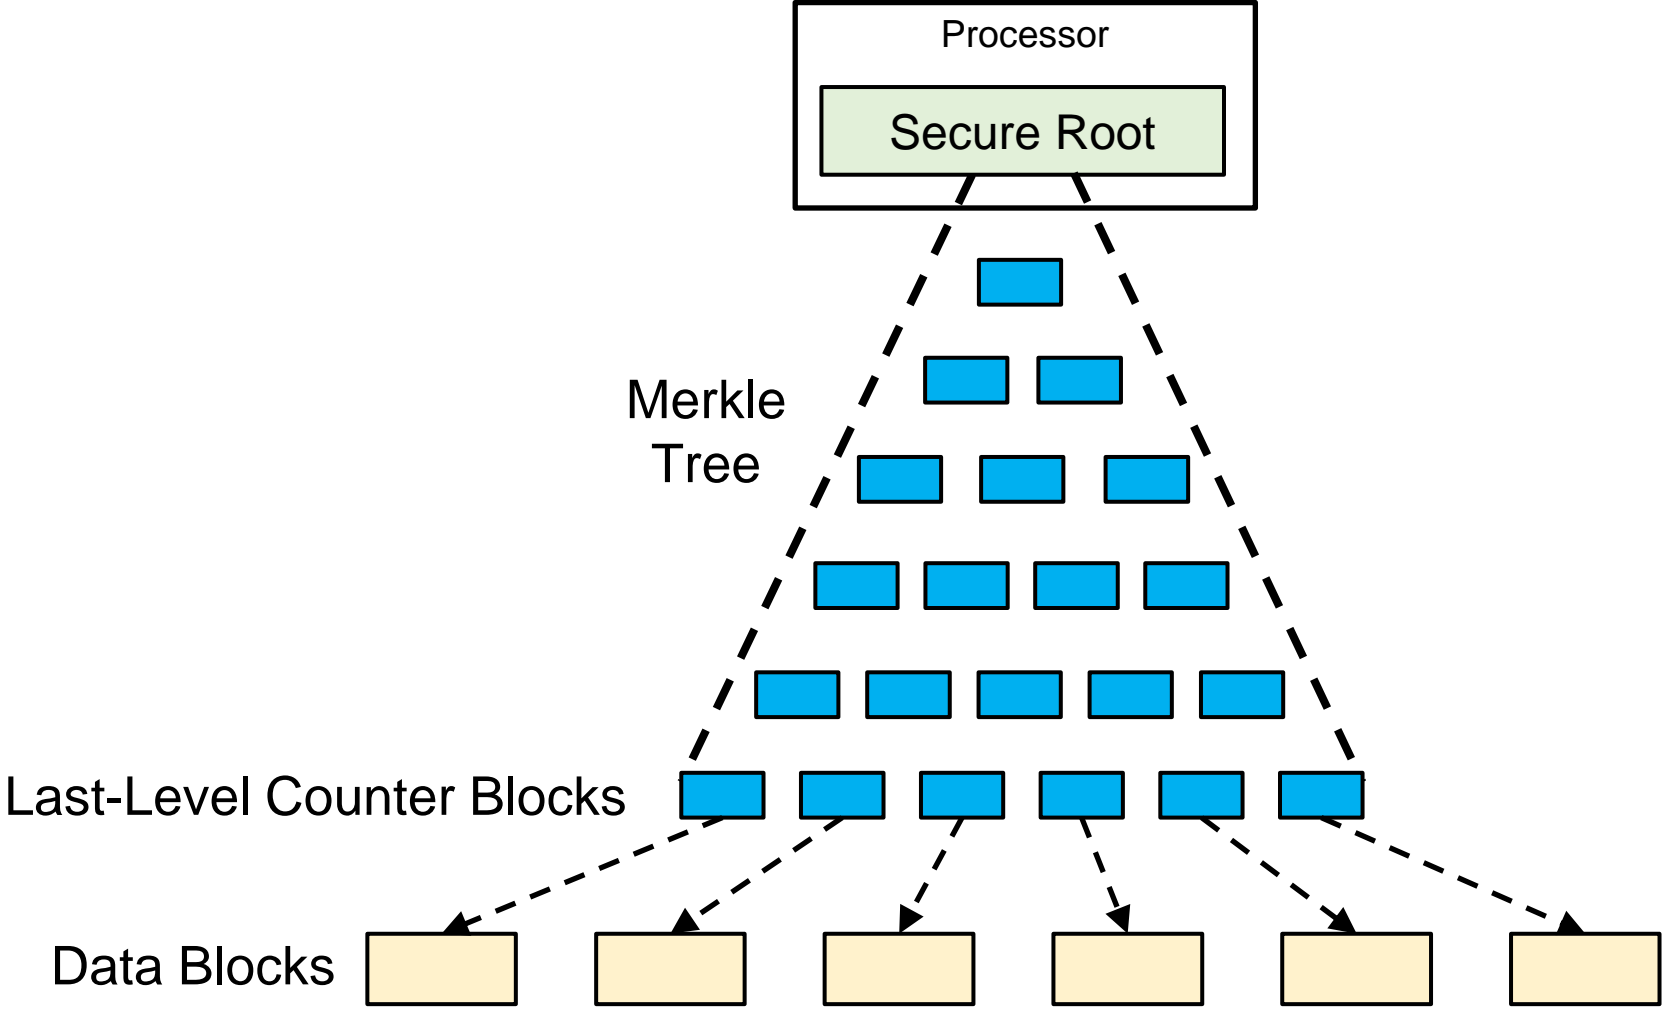 Processor
Secure Root
Merkle
Tree
Last-Level Counter Blocks
Data Blocks